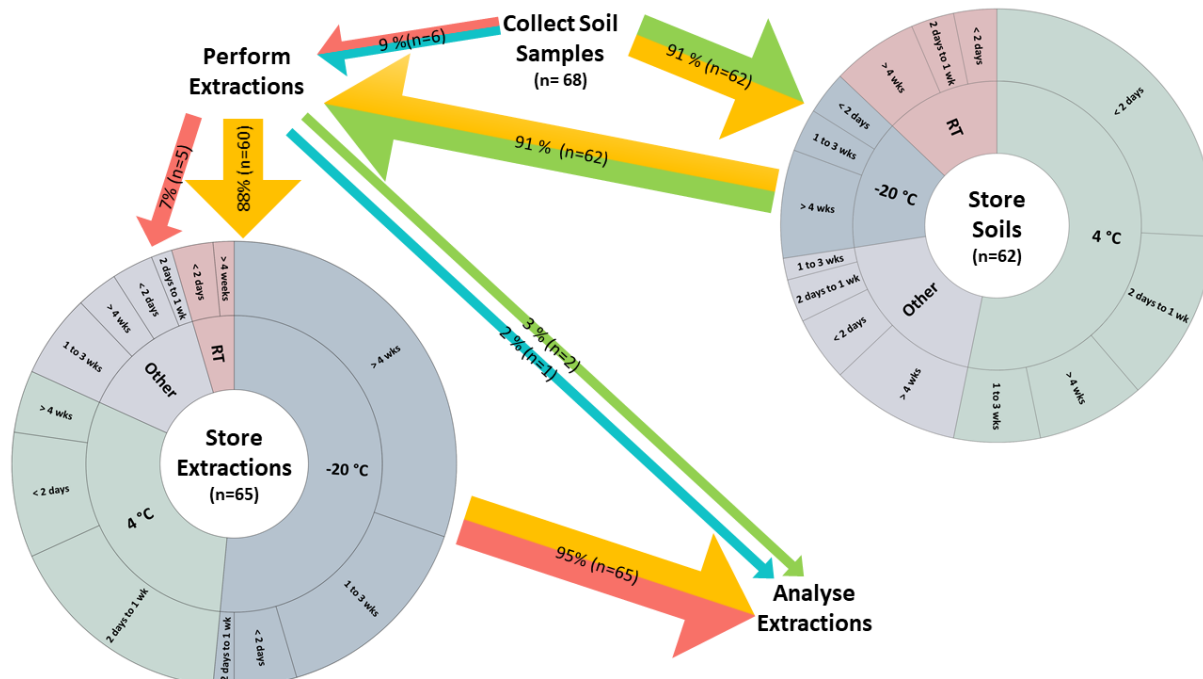 Collect Soil
Samples
(n= 68)
9 %(n=6)
91 % (n=62)
Perform
Extractions
91 % (n=62)
7% (n=5)
88% (n=60)
3 % (n=2)
2 % (n=1)
Store
Soils
(n=62)
4 °C
< 2 days
2 days to 1 wk
> 4 wks
1 to 3 wks
Other
> 4 wks
< 2 days
2 days to 1 wk
1 to 3 wks
-20 °C
> 4 wks
1 to 3 wks
< 2 days
RT
> 4 wks
2 days to 1 wk
< 2 days
Store
Extractions
(n=65)
-20 °C
> 4 wks
1 to 3 wks
< 2 days
2 days to 1 wk
4 °C
2 days to 1 wk
< 2 days
> 4 wks
Other
1 to 3 wks
> 4 wks
< 2 days
2 days to 1 wk
RT
< 2 days
> 4 weeks
95% (n=65)
Analyse
Extractions